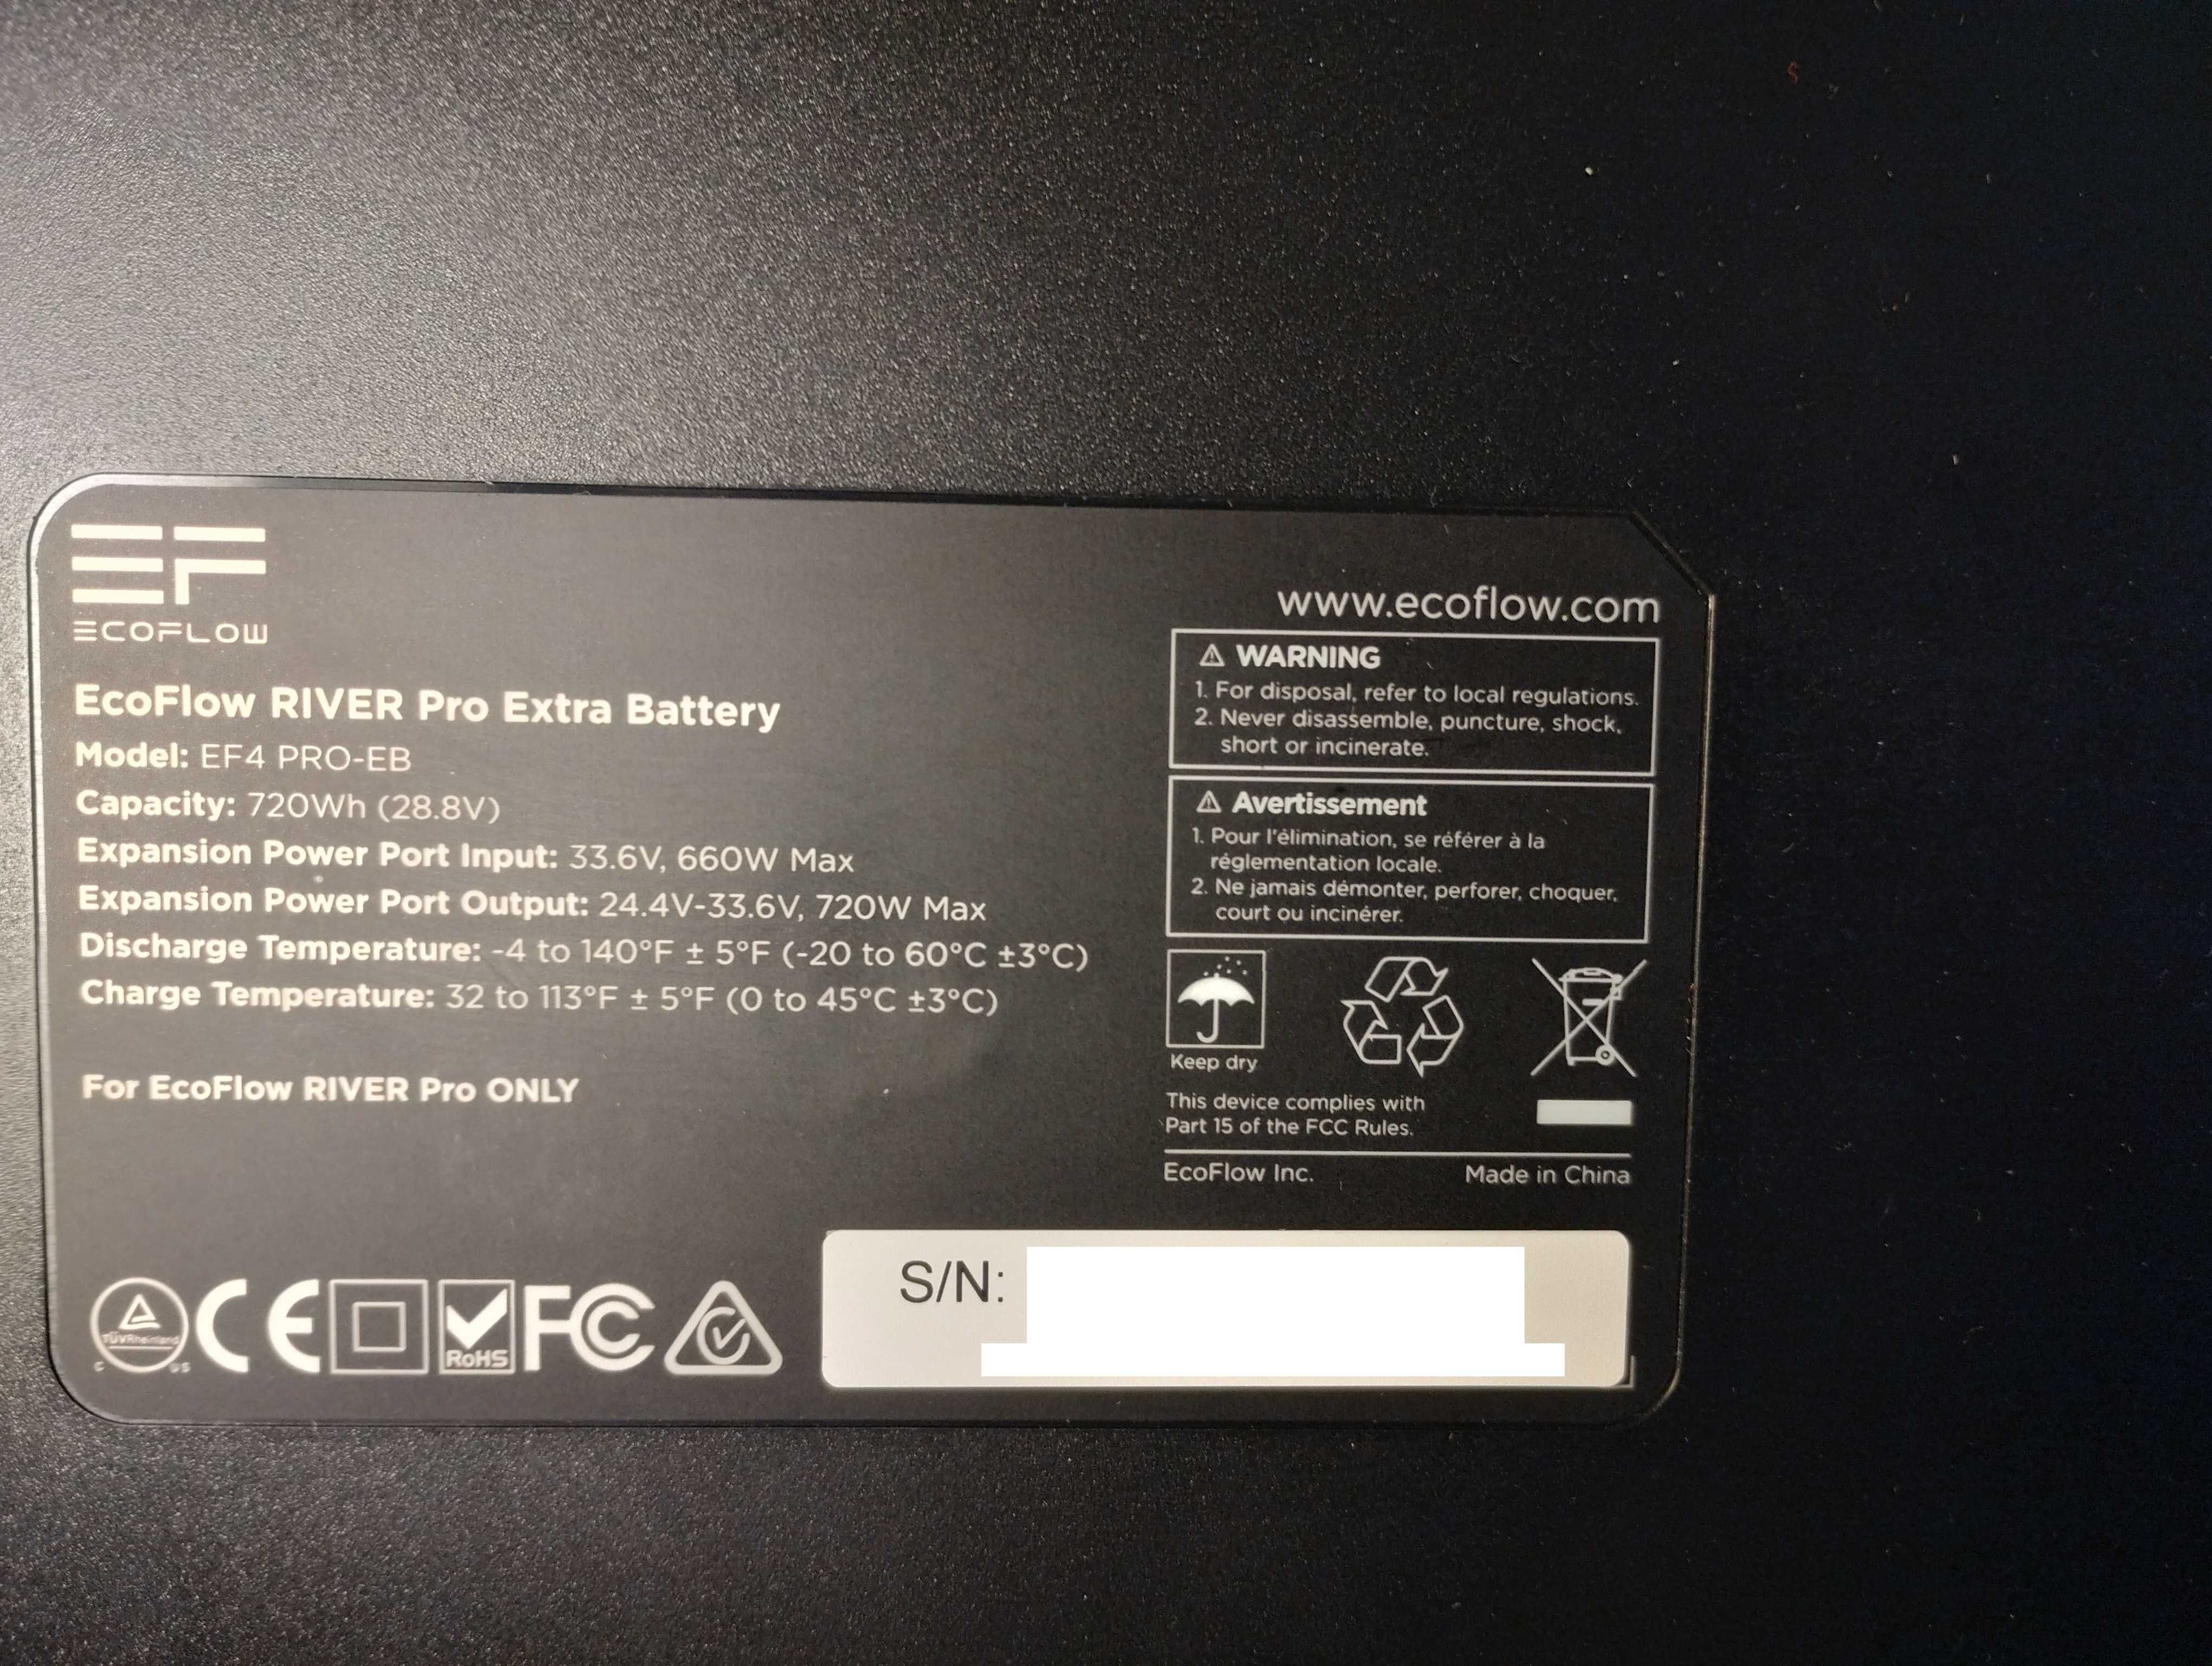 EF
ECOFLOW
EcoFlow RIVER Pro Extra Battery
Model: EF4 PRO-EB
Capacity: 720Wh (28.8V)
Expansion Power Port Input: 33.6V, 660W Max
Expansion Power Port Output: 24.4V-33.6V, 720W Max
Discharge Temperature: -4 to 140°F ± 5°F (-20 to 60°C ±3°C)
Charge Temperature: 32 to 113°F ± 5°F (0 to 45°C ±3°C)
For EcoFlow RIVER Pro ONLY
www.ecoflow.com
⚠ WARNING
1. For disposal, refer to local regulations.
2. Never disassemble, puncture, shock,
short or incinerate.
⚠ Avertissement
1. Pour l'élimination, se référer à la
réglementation locale.
2. Ne jamais démonter, perforer, choquer,
court ou incinérer.
Keep dry
This device complies with
Part 15 of the FCC Rules.
EcoFlow Inc. Made in China
TÜVRheinland
C US
CE
RoHS
FC
S/N: